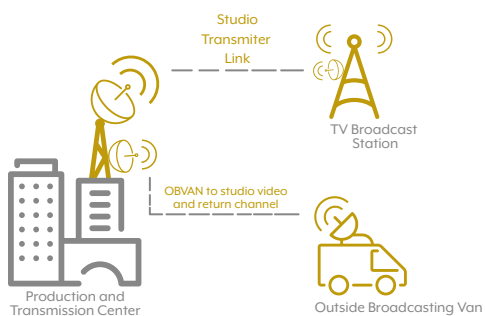 Studio
Transmiter
Link
TV Broadcast
Station
OBVAN to studio video
and return channel
Production and
Transmission Center
Outside Broadcasting Van